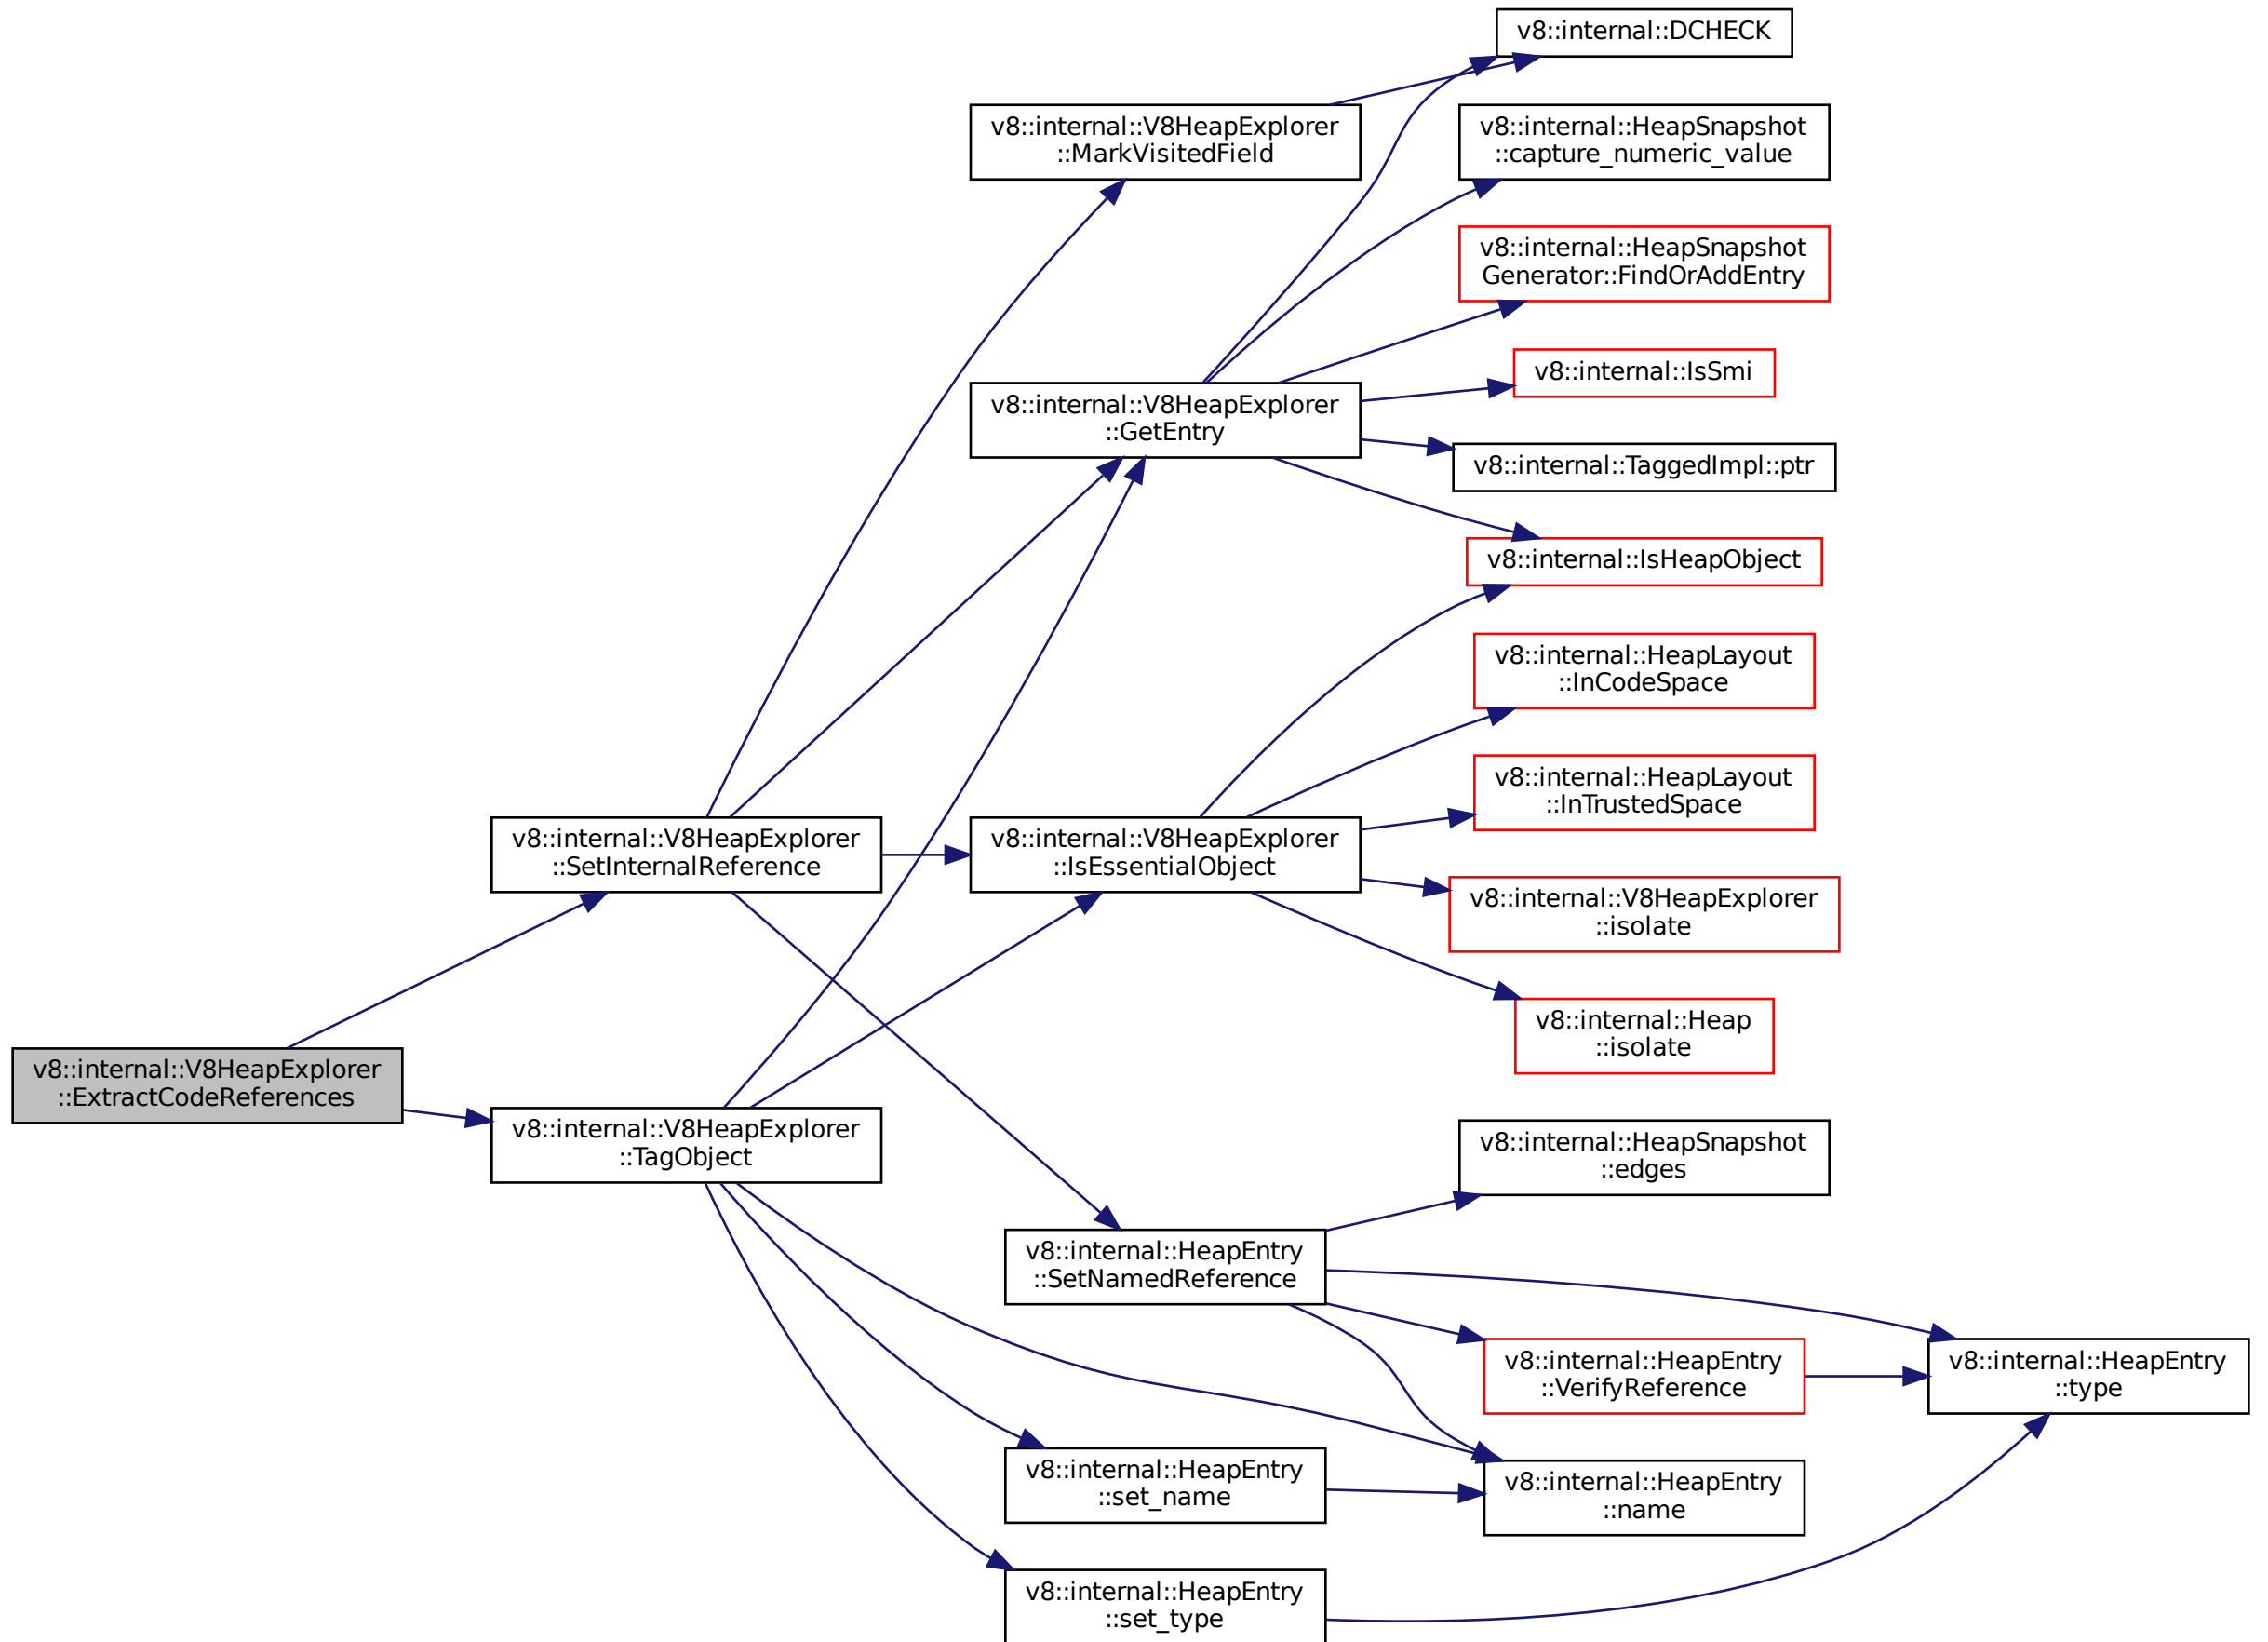 v8::internal::DCHECK
v8::internal::V8HeapExplorer
::MarkVisitedField
v8::internal::HeapSnapshot
::capture_numeric_value
v8::internal::HeapSnapshot
Generator::FindOrAddEntry
v8::internal::IsSmi
v8::internal::V8HeapExplorer
::GetEntry
v8::internal::TaggedImpl::ptr
v8::internal::IsHeapObject
v8::internal::HeapLayout
::InCodeSpace
v8::internal::HeapLayout
::InTrustedSpace
v8::internal::V8HeapExplorer
::SetInternalReference
v8::internal::V8HeapExplorer
::IsEssentialObject
v8::internal::V8HeapExplorer
::isolate
v8::internal::Heap
::isolate
v8::internal::V8HeapExplorer
::ExtractCodeReferences
v8::internal::V8HeapExplorer
::TagObject
v8::internal::HeapSnapshot
::edges
v8::internal::HeapEntry
::SetNamedReference
v8::internal::HeapEntry
::VerifyReference
v8::internal::HeapEntry
::type
v8::internal::HeapEntry
::set_name
v8::internal::HeapEntry
::name
v8::internal::HeapEntry
::set_type